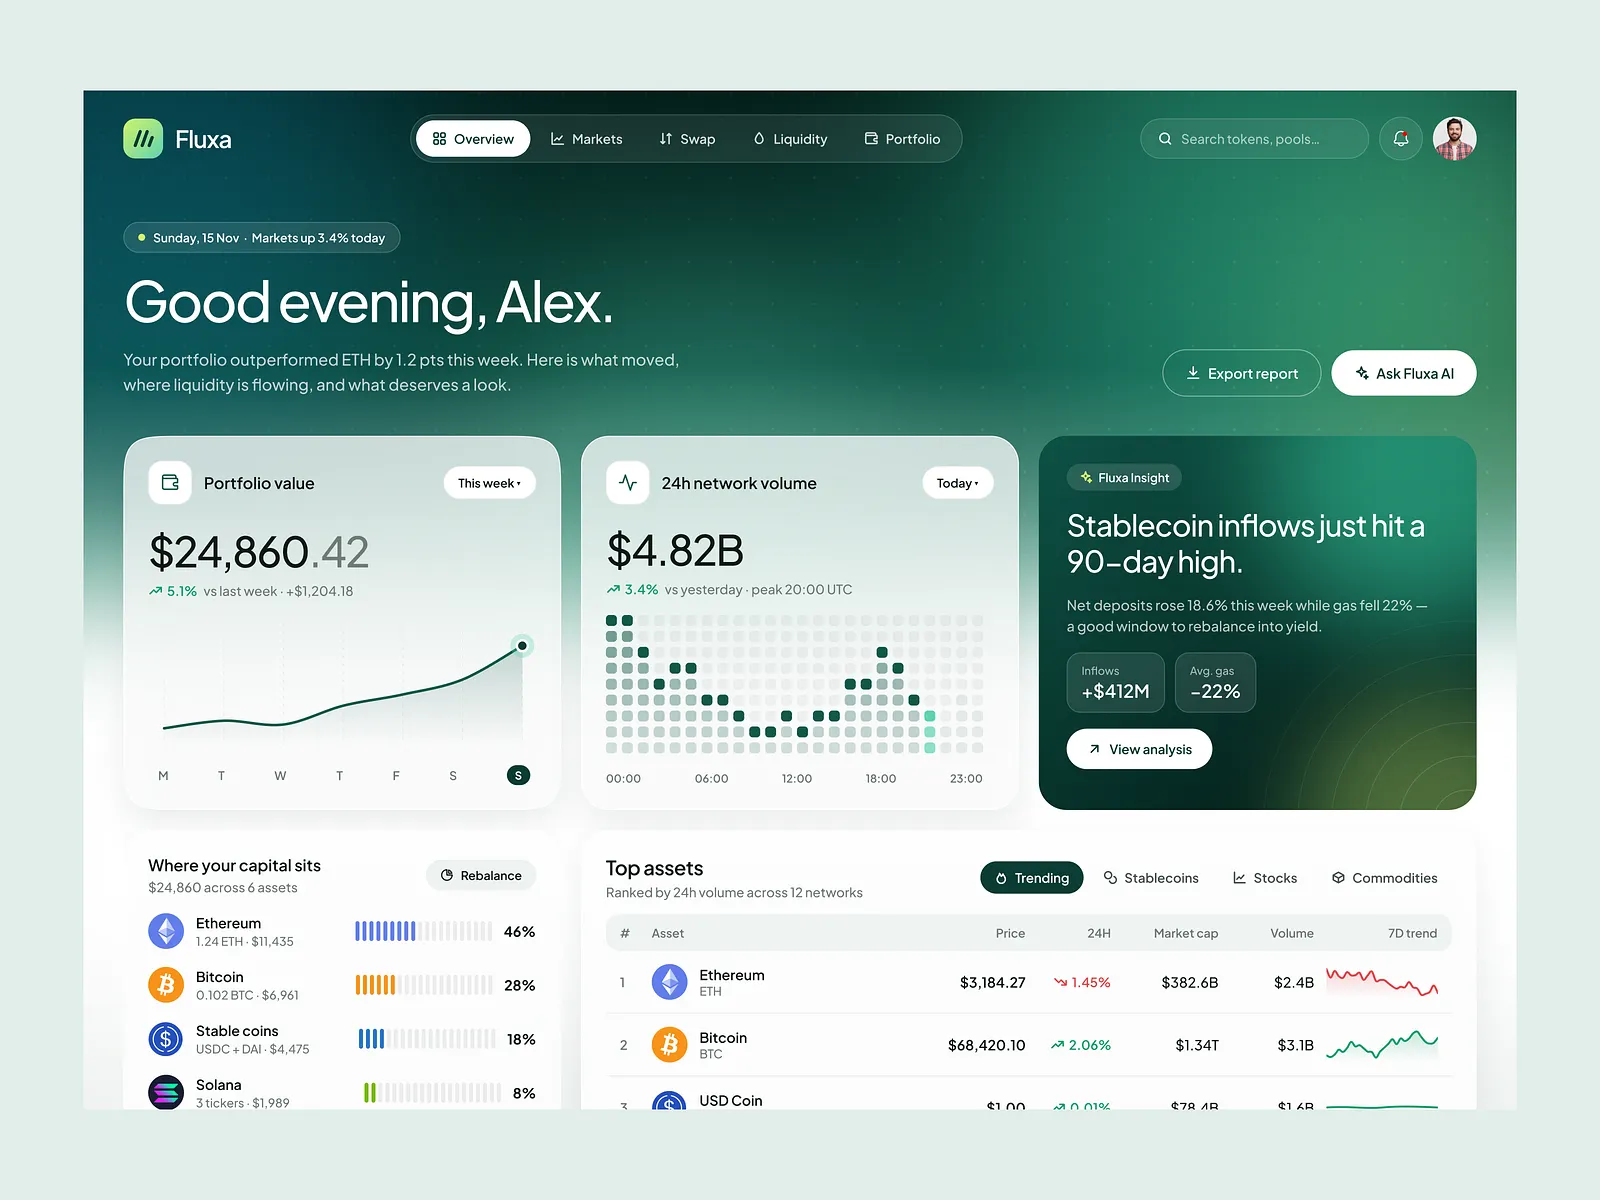 Fluxa
Overview
Markets
Swap
Liquidity
Portfolio
Search tokens, pools...
Sunday, 15 Nov · Markets up 3.4% today
Good evening, Alex.
Your portfolio outperformed ETH by 1.2 pts this week. Here is what moved,
where liquidity is flowing, and what deserves a look.
Export report
Ask Fluxa AI
Portfolio value
This week
$24,860.42
5.1% vs last week · +$1,204.18
M T W T F S S
24h network volume
Today
$4.82B
3.4% vs yesterday · peak 20:00 UTC
00:00 06:00 12:00 18:00 23:00
Fluxa Insight
Stablecoin inflows just hit a
90-day high.
Net deposits rose 18.6% this week while gas fell 22% —
a good window to rebalance into yield.
Inflows
+$412M
Avg. gas
-22%
View analysis
Where your capital sits
$24,860 across 6 assets
Rebalance
Ethereum
1.24 ETH · $11,435
46%
Bitcoin
0.102 BTC · $6,961
28%
Stable coins
USDC + DAI · $4,475
18%
Solana
3 tickers · $1,989
8%
Top assets
Ranked by 24h volume across 12 networks
Trending
Stablecoins
Stocks
Commodities
# Asset Price 24H Market cap Volume 7D trend
1 Ethereum $3,184.27 1.45% $382.6B $2.4B
ETH
2 Bitcoin $68,420.10 2.06% $1.34T $3.1B
BTC
3 USD Coin $1.00 0.01% $78.4B $1.6B